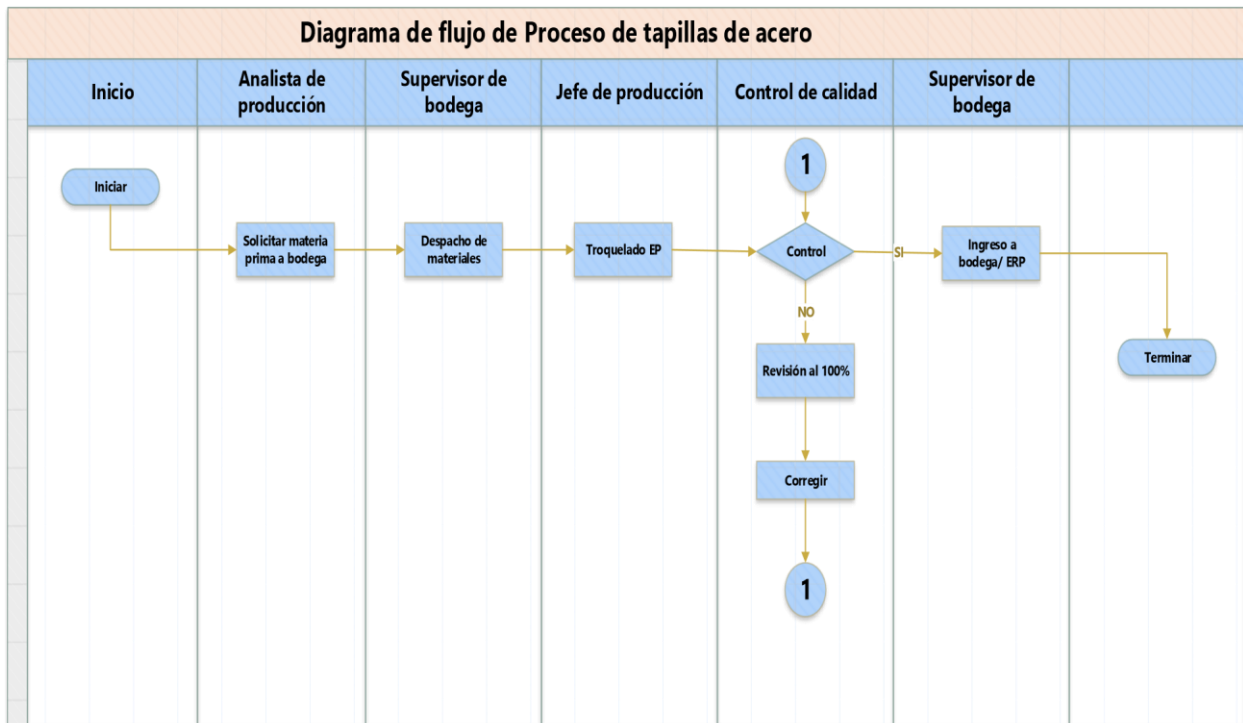 Diagrama de flujo de Proceso de tapillas de acero
Inicio
Analista de
producción
Supervisor de
bodega
Jefe de producción
Control de calidad
Supervisor de
bodega
1
Iniciar
Solicitar materia
prima a bodega
Despacho de
materiales
Troquelado EP
Control
SI
Ingreso a
bodega/ ERP
NO
Revisión al 100%
Terminar
Corregir
1